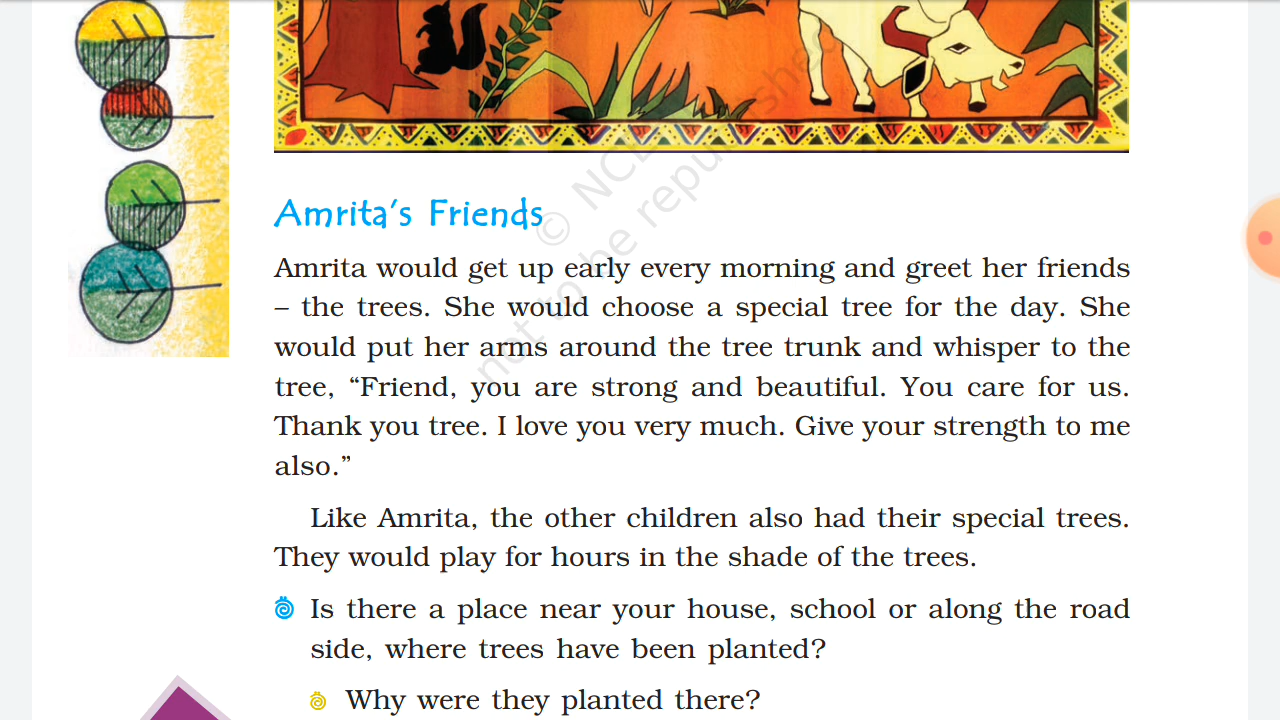 Amrita's Friends
Amrita would get up early every morning and greet her friends
– the trees. She would choose a special tree for the day. She
would put her arms around the tree trunk and whisper to the
tree, “Friend, you are strong and beautiful. You care for us.
Thank you tree. I love you very much. Give your strength to me
also.”
Like Amrita, the other children also had their special trees.
They would play for hours in the shade of the trees.
Is there a place near your house, school or along the road
side, where trees have been planted?
Why were they planted there?
© NCE
not to be republished